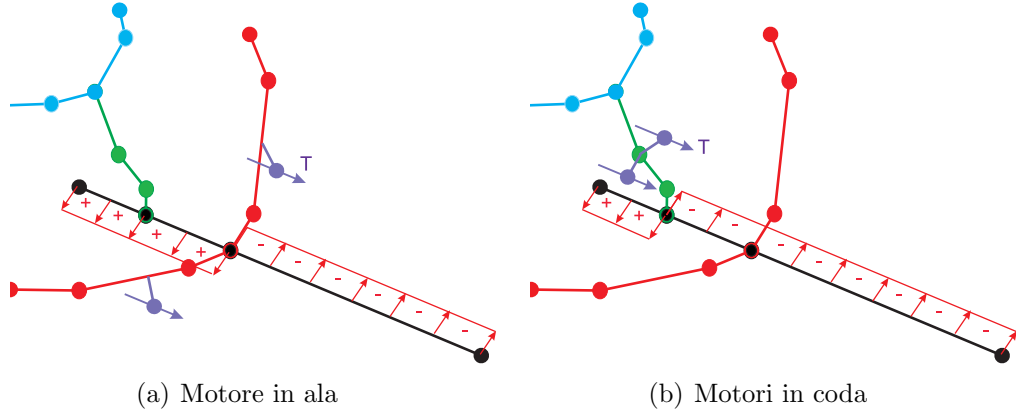 T
+ + + +
- - - - - -
T
+ +
- - - - - - - -
(a) Motore in ala
(b) Motori in coda